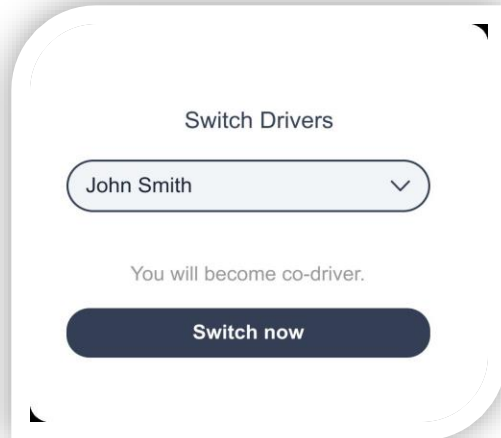 Switch Drivers
John Smith
You will become co-driver.
Switch now